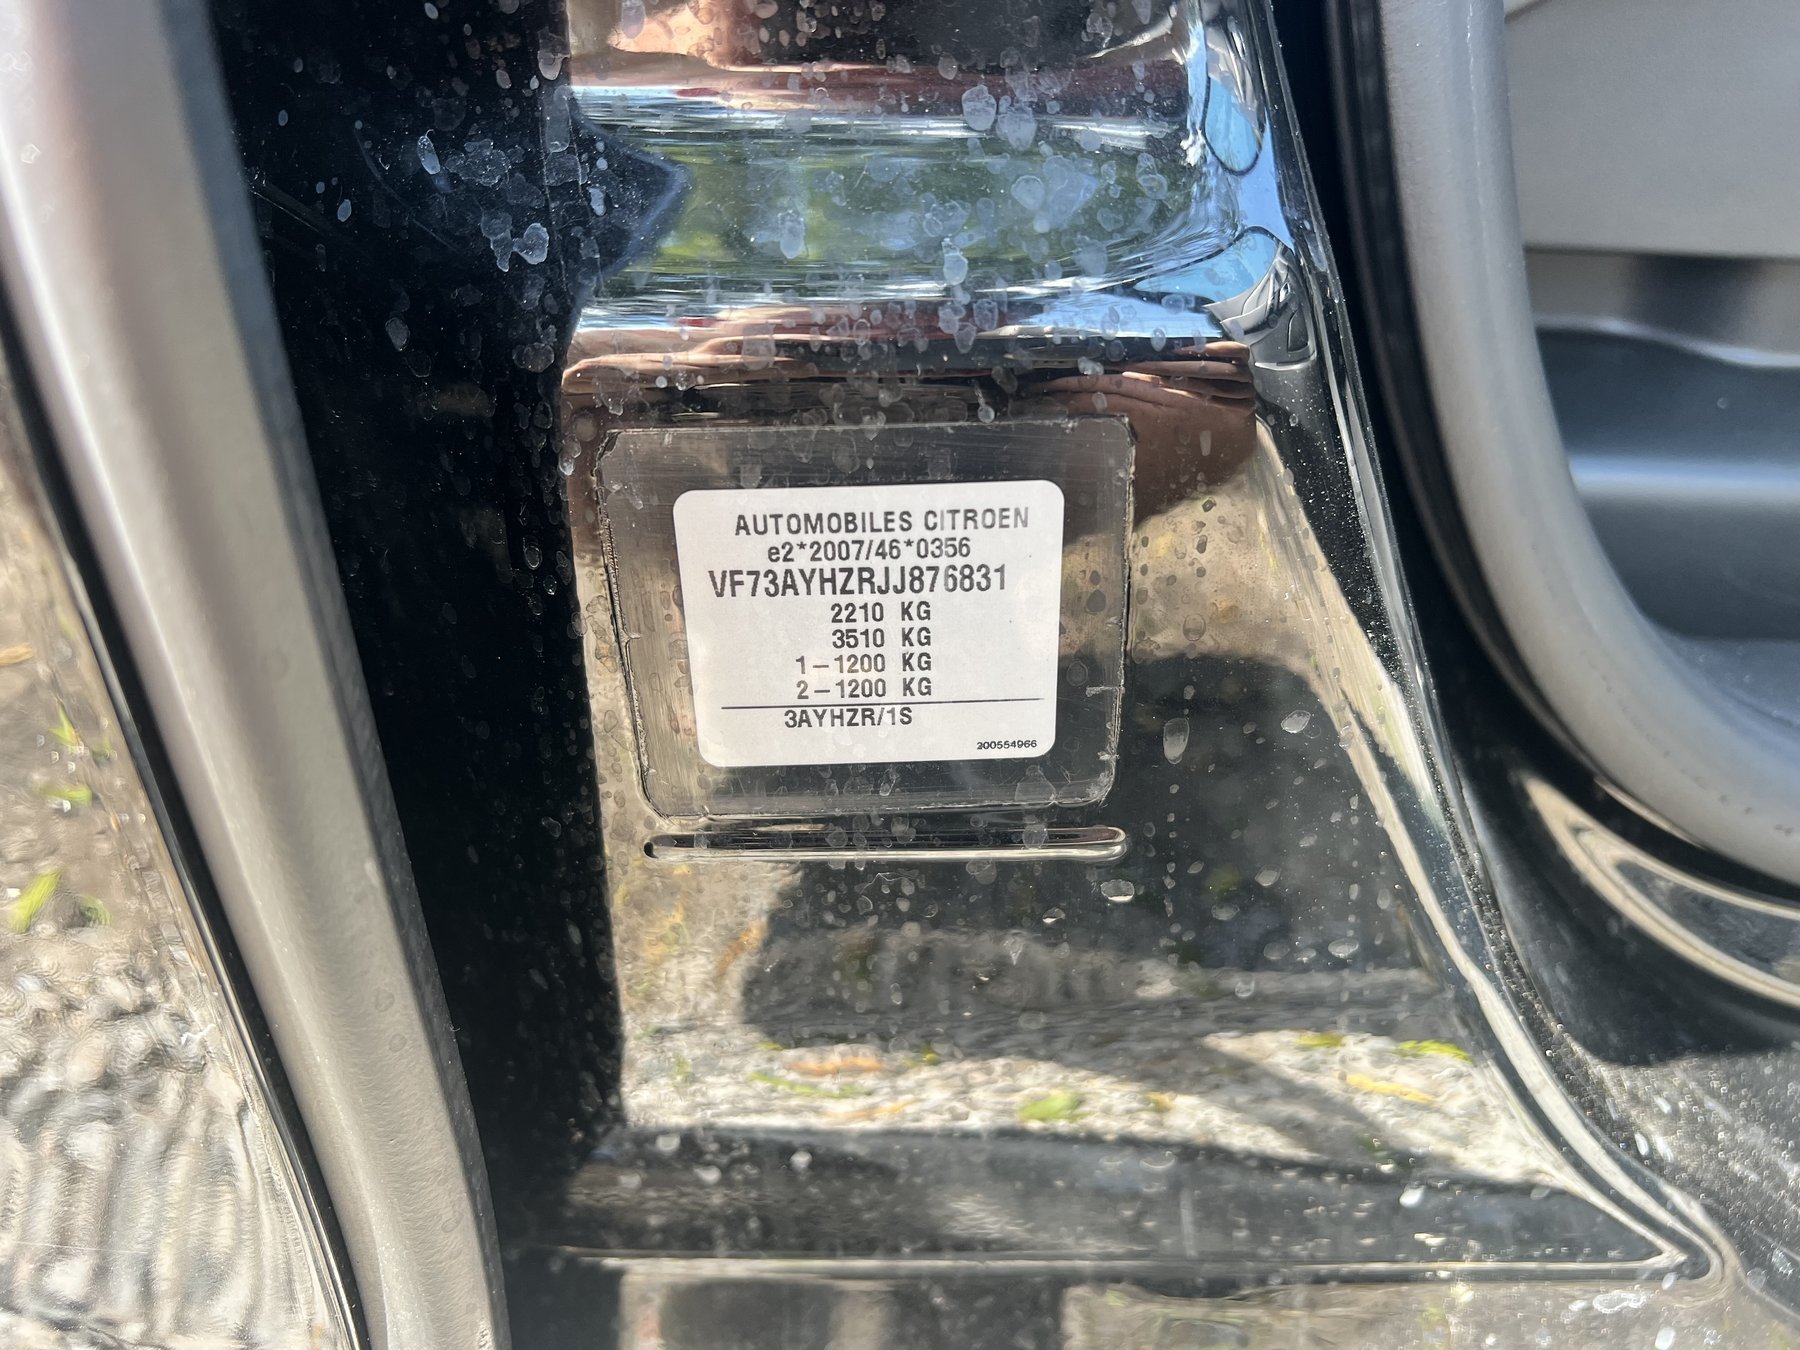 AUTOMOBILES CITROEN
e2*2007/46*0356
VF73AYHZRJJ876831
2210 KG
3510 KG
1-1200 KG
2-1200 KG
3AYHZR/1S
200554966